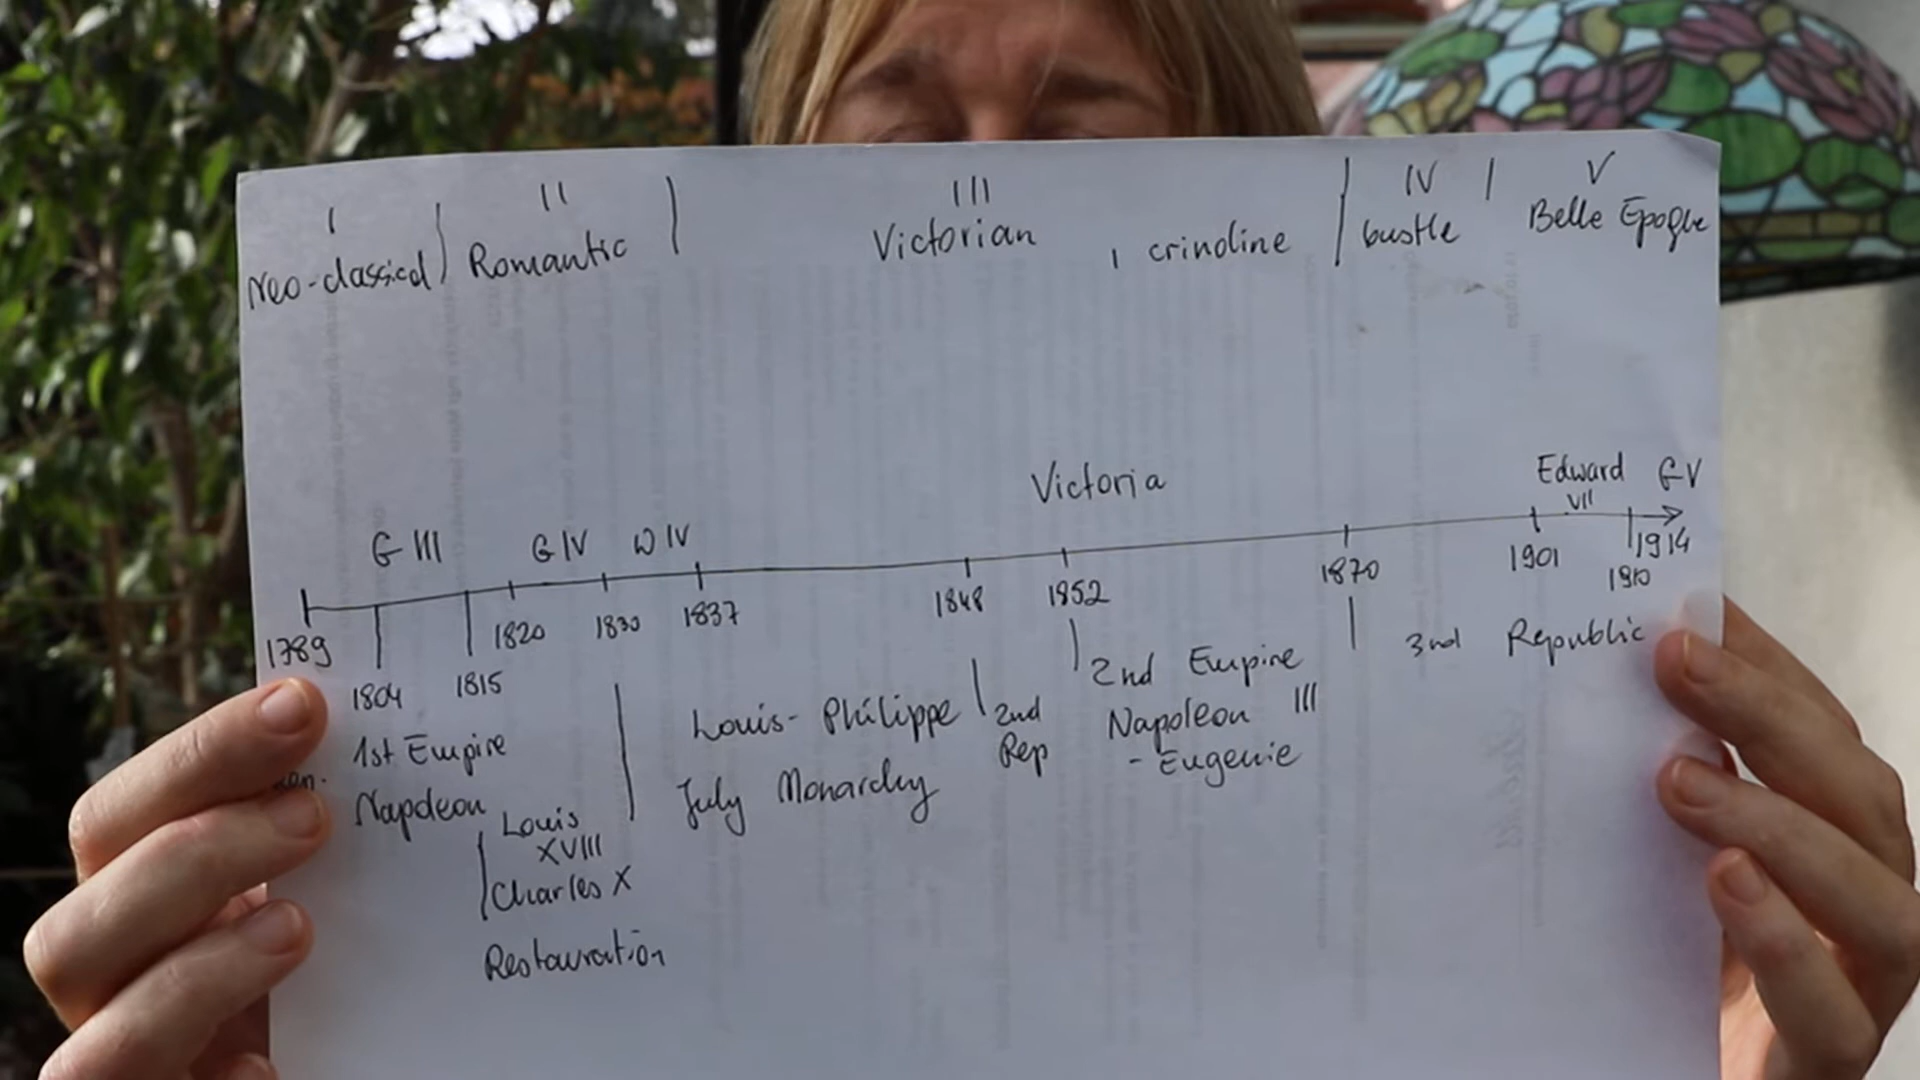 I II III IV V
Neo-classical Romantic Victorian crinoline bustle Belle Epoque
Victoria Edward VII GV
G III G IV W IV
1789 1804 1815 1820 1830 1837 1848 1852 1870 1901 1910 1914
1st Empire
Napoleon
Louis
XVIII
Charles X
Restauration
Louis-Philippe
July Monarchy
2nd
Rep
2nd Empire
Napoleon III
- Eugenie
3nd Republic